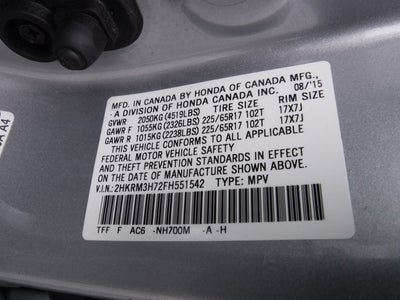 MFD. IN CANADA BY HONDA OF CANADA MFG.,
A DIVISION OF HONDA CANADA INC. 08/'15
GVWR 2050KG (4519LBS) TIRE SIZE RIM SIZE
GAWR F 1055KG (2326LBS) 225/65R17 102T 17X7J
GAWR R 1015KG (2238LBS) 225/65R17 102T 17X7J
THIS VEHICLE CONFORMS TO ALL APPLICABLE
FEDERAL MOTOR VEHICLE SAFETY
AND THEFT PREVENTION STANDARDS IN EFFECT
ON THE DATE OF MANUFACTURE SHOWN ABOVE.
V.I.N.:2HKRM3H72FH551542 TYPE: MPV
TFF F AC6 -NH700M -A -H
A4